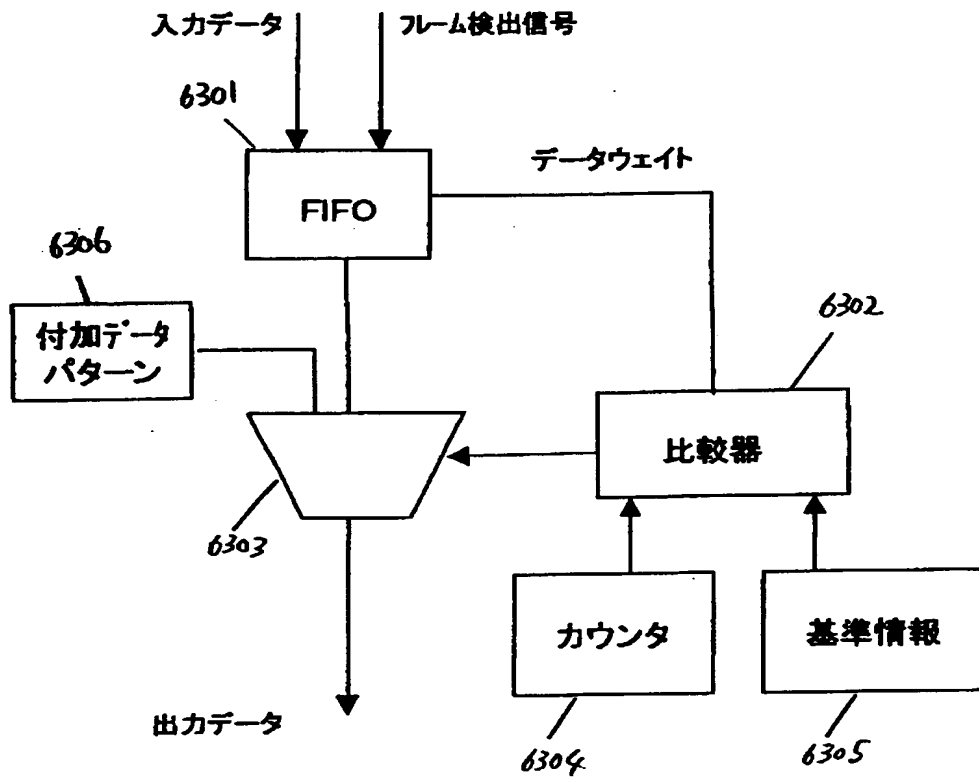 入力データ
フレーム検出信号
6301
データウェイト
FIFO
6306
付加データ
パターン
6302
比較器
6303
カウンタ
基準情報
出力データ
6304
6305